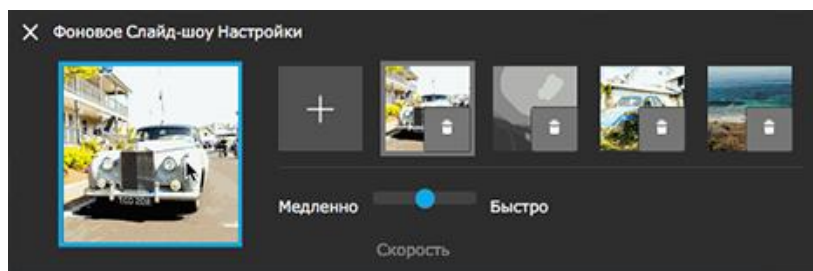 Фоновое Слайд-шоу Настройки
Медленно Быстро
Скорость